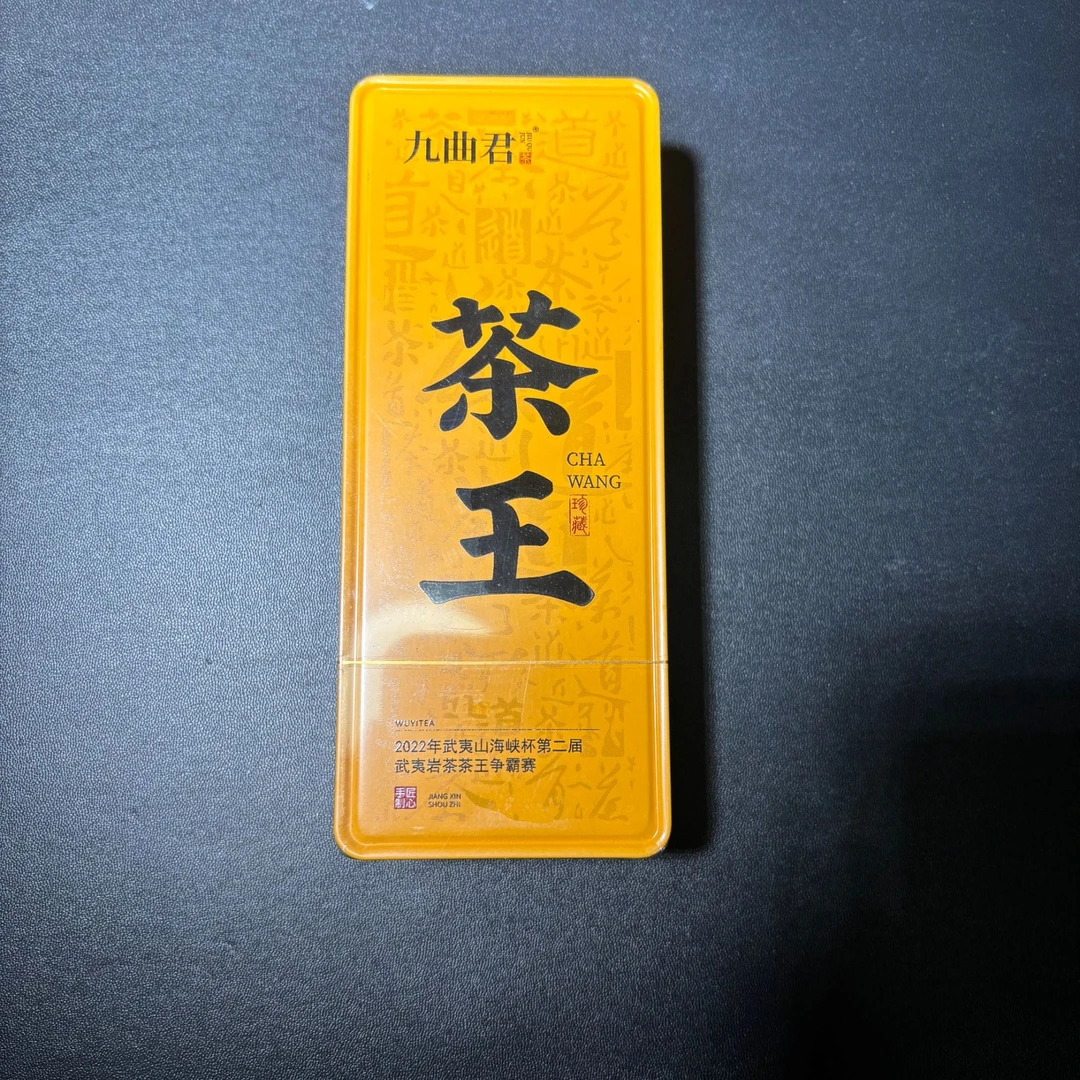 九曲君
茶
王
CHA
WANG
珍藏
WUYITEA
2022年武夷山海峡杯第二届
武夷岩茶茶王争霸赛
匠心
手制
JIANG XIN
SHOU ZHI